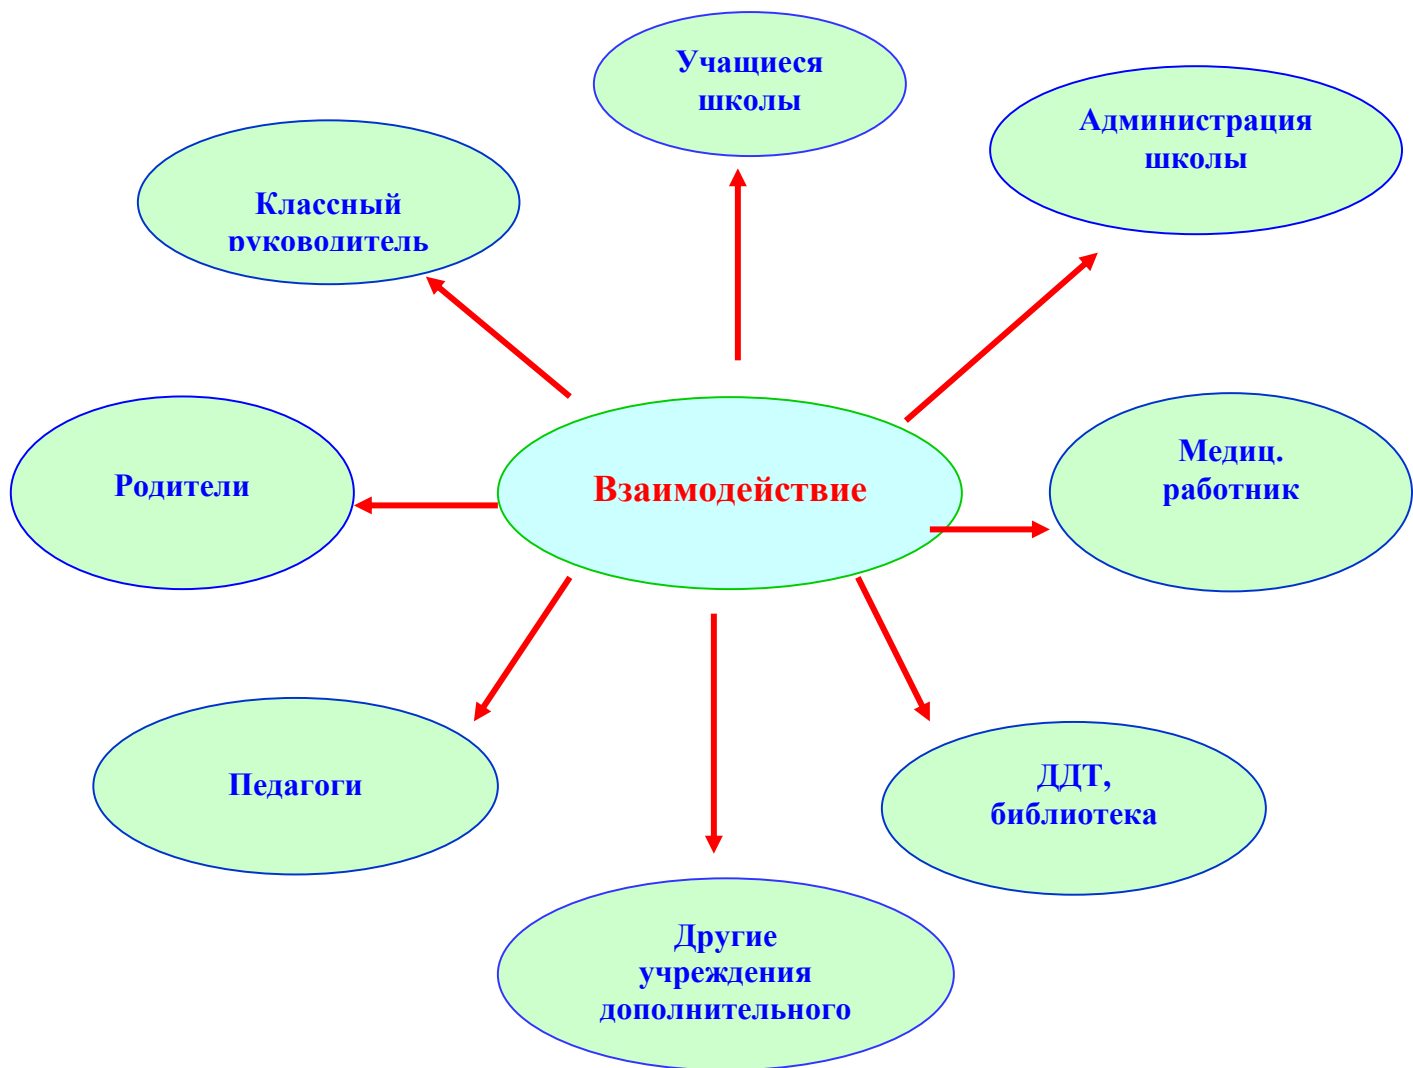 Учащиеся
школы
Администрация
школы
Классный
руководитель
Родители
Взаимодействие
Медиц.
работник
Педагоги
ДДТ,
библиотека
Другие
учреждения
дополнительного